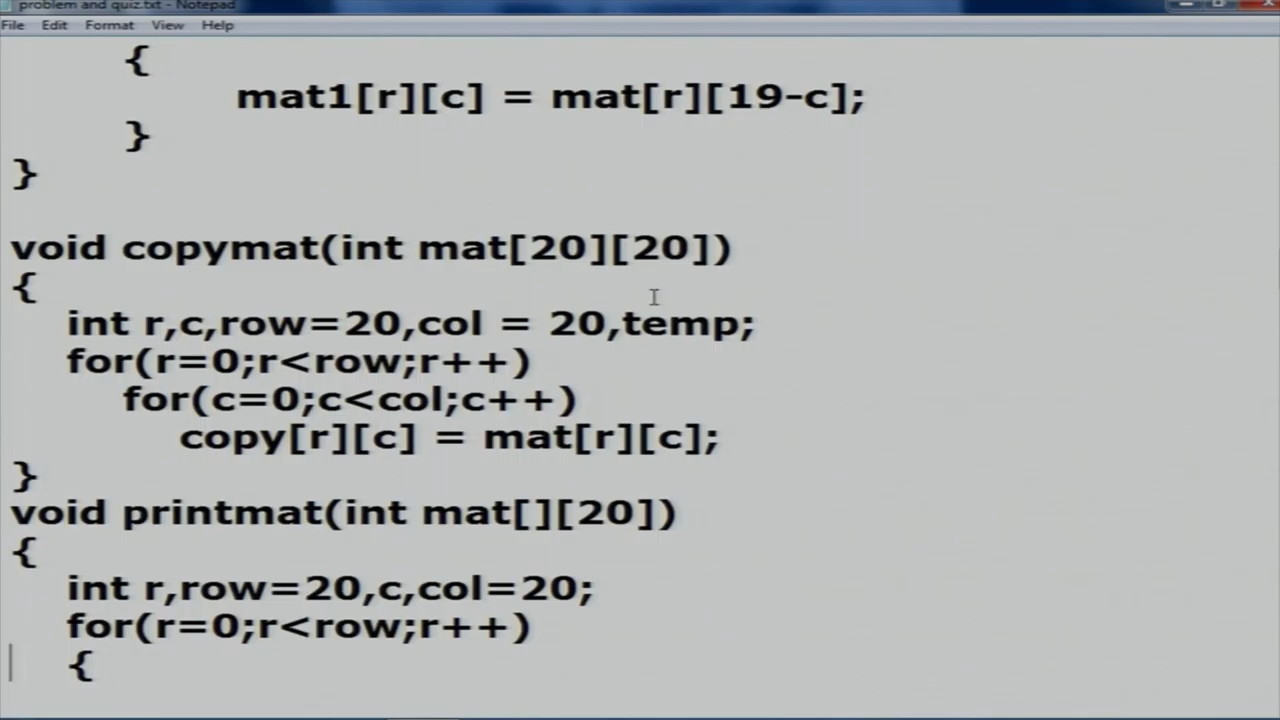 problem and quiz.txt - Notepad
File Edit Format View Help
{
mat1[r][c] = mat[r][19-c];
}
}
void copymat(int mat[20][20])
{
int r,c,row=20,col = 20,temp;
for(r=0;r<row;r++)
for(c=0;c<col;c++)
copy[r][c] = mat[r][c];
}
void printmat(int mat[][20])
{
int r,row=20,c,col=20;
for(r=0;r<row;r++)
{